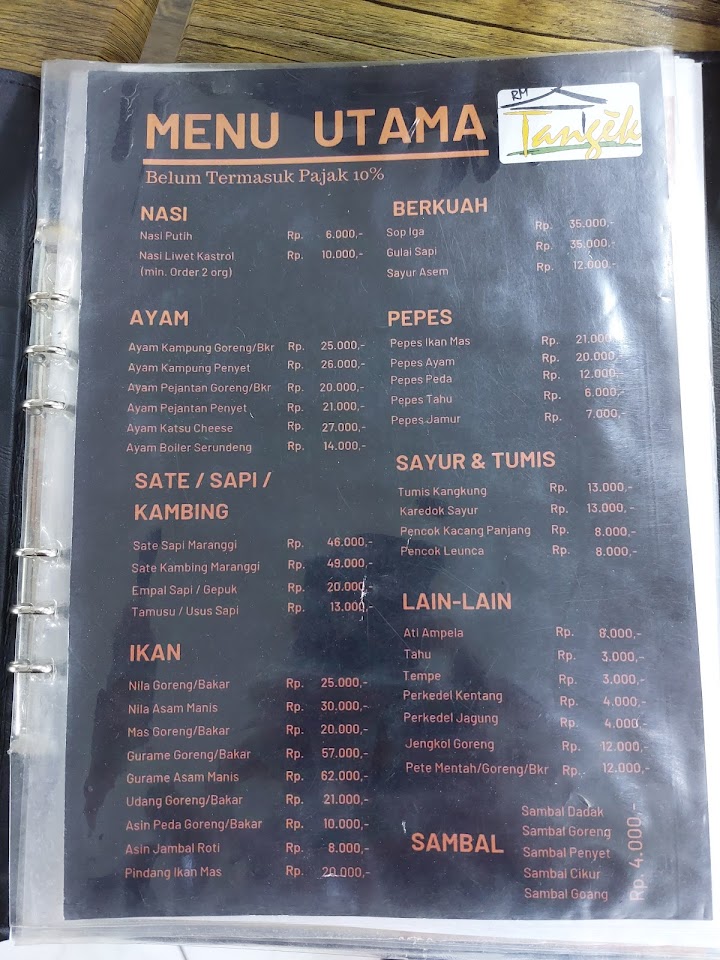 RM
Tangék
MENU UTAMA
Belum Termasuk Pajak 10%
NASI
Nasi Putih Rp. 6.000,-
Nasi Liwet Kastrol Rp. 10.000,-
(min. Order 2 org)
AYAM
Ayam Kampung Goreng/Bkr Rp. 25.000,-
Ayam Kampung Penyet Rp. 26.000,-
Ayam Pejantan Goreng/Bkr Rp. 20.000,-
Ayam Pejantan Penyet Rp. 21.000,-
Ayam Katsu Cheese Rp. 27.000,-
Ayam Boiler Serundeng Rp. 14.000,-
SATE / SAPI /
KAMBING
Sate Sapi Maranggi Rp. 46.000,-
Sate Kambing Maranggi Rp. 49.000,-
Empal Sapi / Gepuk Rp. 20.000,-
Tamusu / Usus Sapi Rp. 13.000,-
IKAN
Nila Goreng/Bakar Rp. 25.000,-
Nila Asam Manis Rp. 30.000,-
Mas Goreng/Bakar Rp. 20.000,-
Gurame Goreng/Bakar Rp. 57.000,-
Gurame Asam Manis Rp. 62.000,-
Udang Goreng/Bakar Rp. 21.000,-
Asin Peda Goreng/Bakar Rp. 10.000,-
Asin Jambal Roti Rp. 8.000,-
Pindang Ikan Mas Rp. 20.000,-
BERKUAH
Sop Iga Rp. 35.000,-
Gulai Sapi Rp. 35.000,-
Sayur Asem Rp. 12.000,-
PEPES
Pepes Ikan Mas Rp. 21.000
Pepes Ayam Rp. 20.000,-
Pepes Peda Rp. 12.000,-
Pepes Tahu Rp. 6.000,-
Pepes Jamur Rp. 7.000,-
SAYUR & TUMIS
Tumis Kangkung Rp. 13.000,-
Karedok Sayur Rp. 13.000,-
Pencok Kacang Panjang Rp. 8.000,-
Pencok Leunca Rp. 8.000,-
LAIN-LAIN
Ati Ampela Rp. 8.000,-
Tahu Rp. 3.000,-
Tempe Rp. 3.000,-
Perkedel Kentang Rp. 4.000,-
Perkedel Jagung Rp. 4.000,-
Jengkol Goreng Rp. 12.000,-
Pete Mentah/Goreng/Bkr Rp. 12.000,-
SAMBAL
Sambal Dadak
Sambal Goreng
Sambal Penyet
Sambal Cikur
Sambal Goang
Rp. 4.000,-